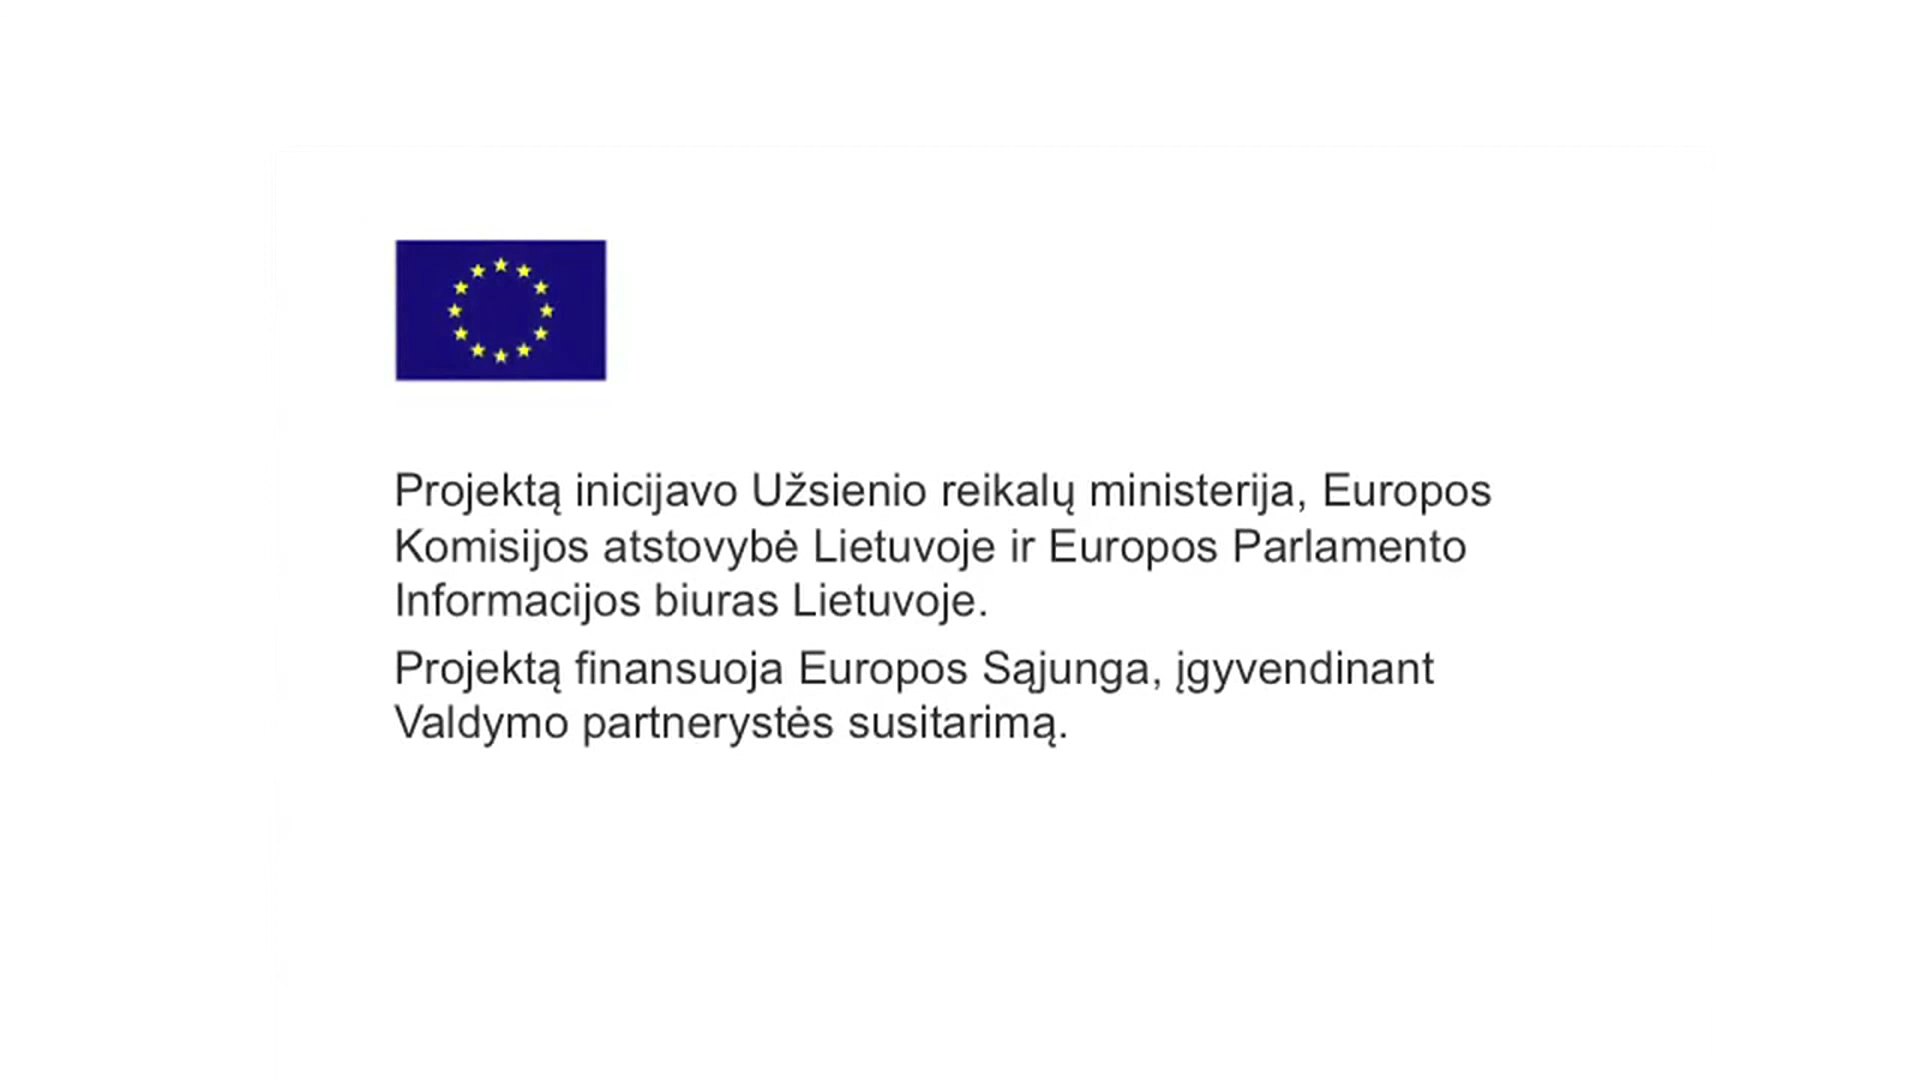 Projektą inicijavo Užsienio reikalų ministerija, Europos
Komisijos atstovybė Lietuvoje ir Europos Parlamento
Informacijos biuras Lietuvoje.
Projektą finansuoja Europos Sąjunga, įgyvendinant
Valdymo partnerystės susitarimą.